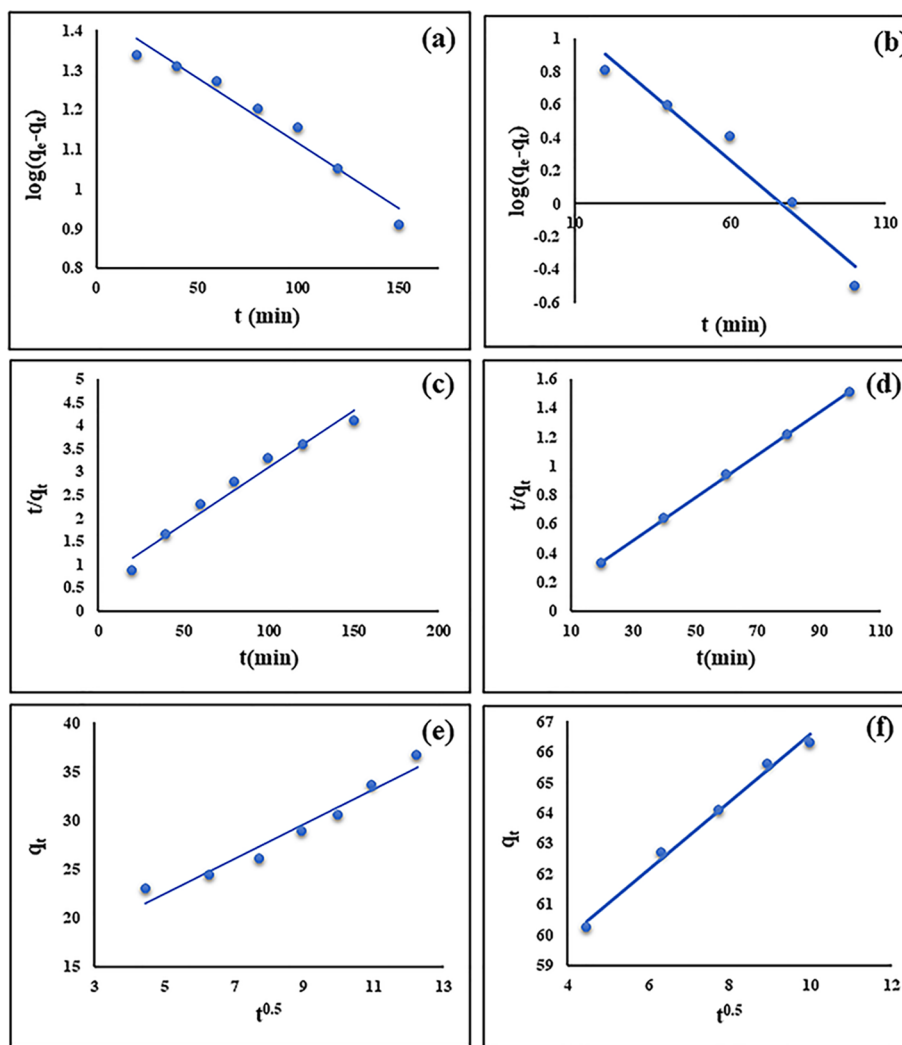 (a)
1.4
1.3
1.2
1.1
1
0.9
0.8
log(qe-qt)
0 50 100 150
t (min)
(b)
1
0.8
0.6
0.4
0.2
0
-0.2
-0.4
-0.6
log(qe-qt)
10 60 110
t (min)
(c)
5
4.5
4
3.5
3
2.5
2
1.5
1
0.5
0
t/qt
0 50 100 150 200
t(min)
(d)
1.6
1.4
1.2
1
0.8
0.6
0.4
0.2
0
t/qt
10 30 50 70 90 110
t(min)
(e)
40
35
30
25
20
15
qt
3 5 7 9 11 13
t0.5
(f)
67
66
65
64
63
62
61
60
59
qt
4 6 8 10 12
t0.5